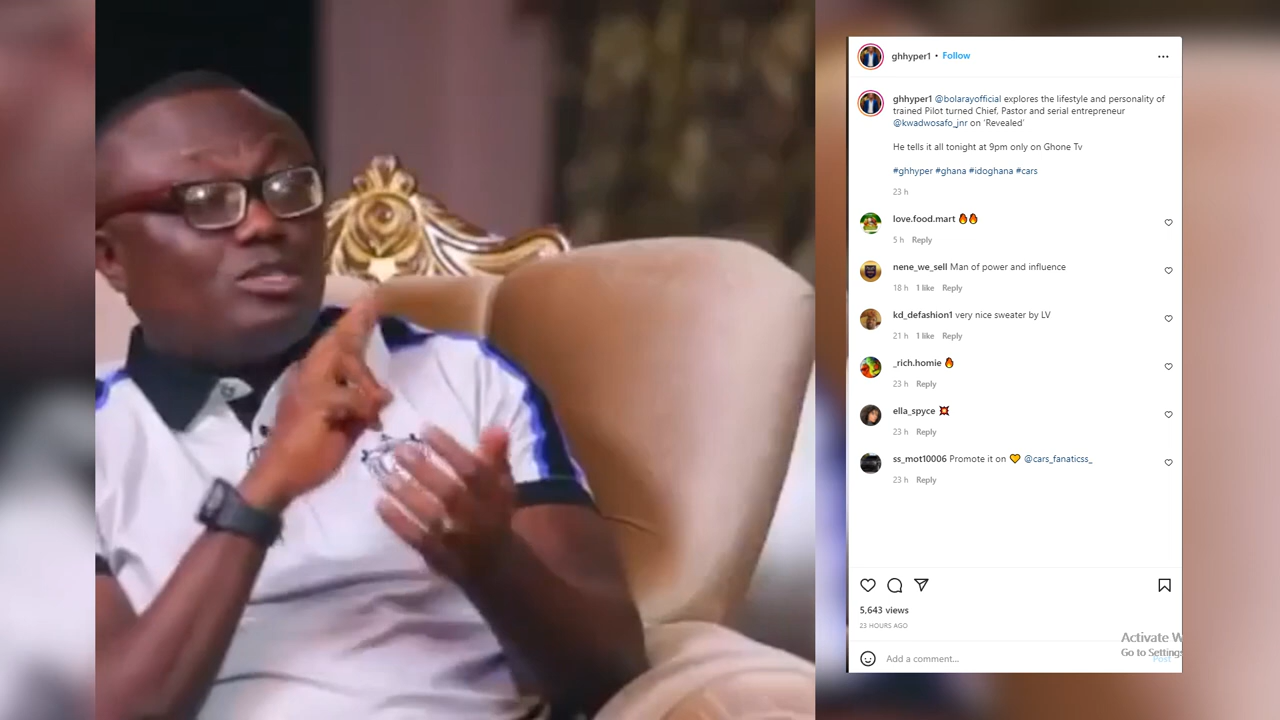 ghhyper1 • Follow
ghhyper1 @bolarayofficial explores the lifestyle and personality of
trained Pilot turned Chief, Pastor and serial entrepreneur
@kwadwosafo_jnr on ‘Revealed’
He tells it all tonight at 9pm only on Ghone Tv
#ghhyper #ghana #idoghana #cars
23 h
love.food.mart 🔥🔥
5 h Reply
nene_we_sell Man of power and influence
18 h 1 like Reply
kd_defashion1 very nice sweater by LV
21 h 1 like Reply
_rich.homie 🔥
23 h Reply
ella_spyce 💥
23 h Reply
ss_mot10006 Promote it on 💛 @cars_fanaticss_
23 h Reply
5,643 views
23 HOURS AGO
Activate W
Go to Settings
Add a comment...
Post